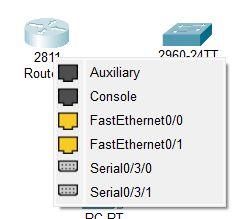 2811
Route
2960-24TT
Auxiliary
Console
FastEthernet0/0
FastEthernet0/1
Serial0/3/0
Serial0/3/1
PC-PT